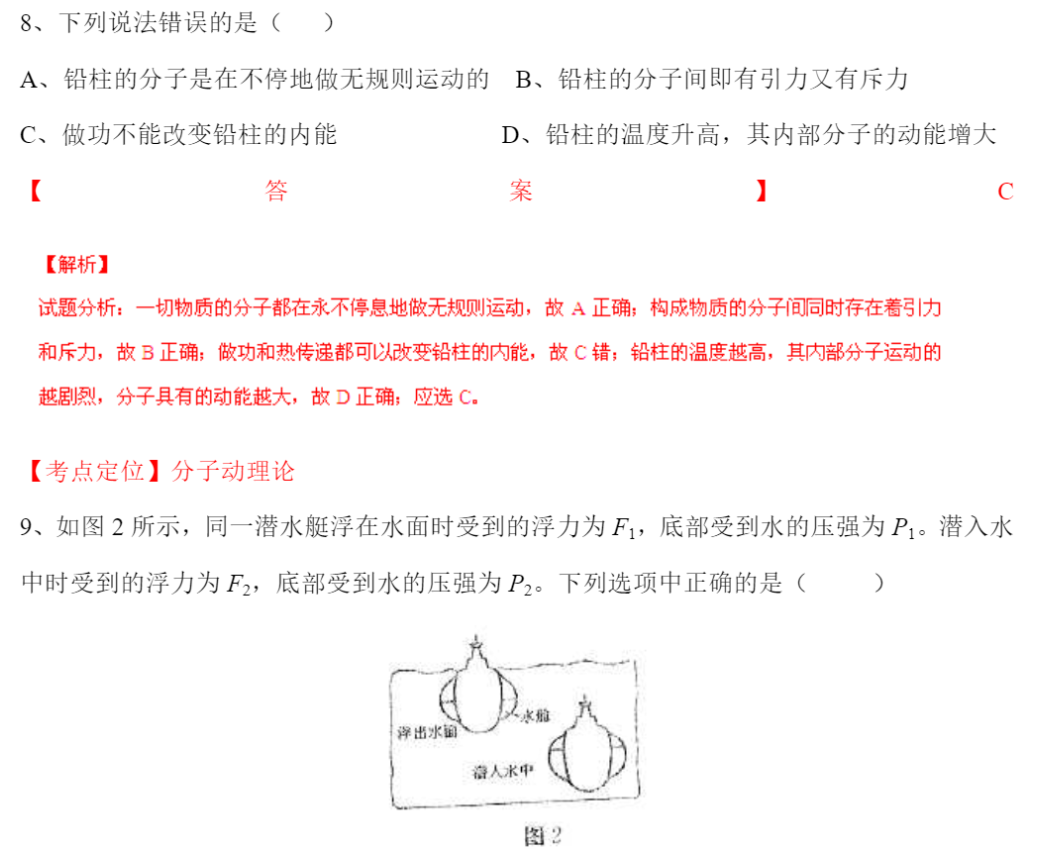 8、下列说法错误的是（ ）
A、铅柱的分子是在不停地做无规则运动的 B、铅柱的分子间即有引力又有斥力
C、做功不能改变铅柱的内能 D、铅柱的温度升高，其内部分子的动能增大
【答案】C
【解析】
试题分析：一切物质的分子都在永不停息地做无规则运动，故 A 正确；构成物质的分子间同时存在着引力
和斥力，故 B 正确；做功和热传递都可以改变铅柱的内能，故 C 错；铅柱的温度越高，其内部分子运动的
越剧烈，分子具有的动能越大，故 D 正确；应选 C。
【考点定位】分子动理论
9、如图 2 所示，同一潜水艇浮在水面时受到的浮力为 F₁，底部受到水的压强为 P₁。潜入水
中时受到的浮力为 F₂，底部受到水的压强为 P₂。下列选项中正确的是（ ）
水舱
浮出水面
潜入水中
图 2